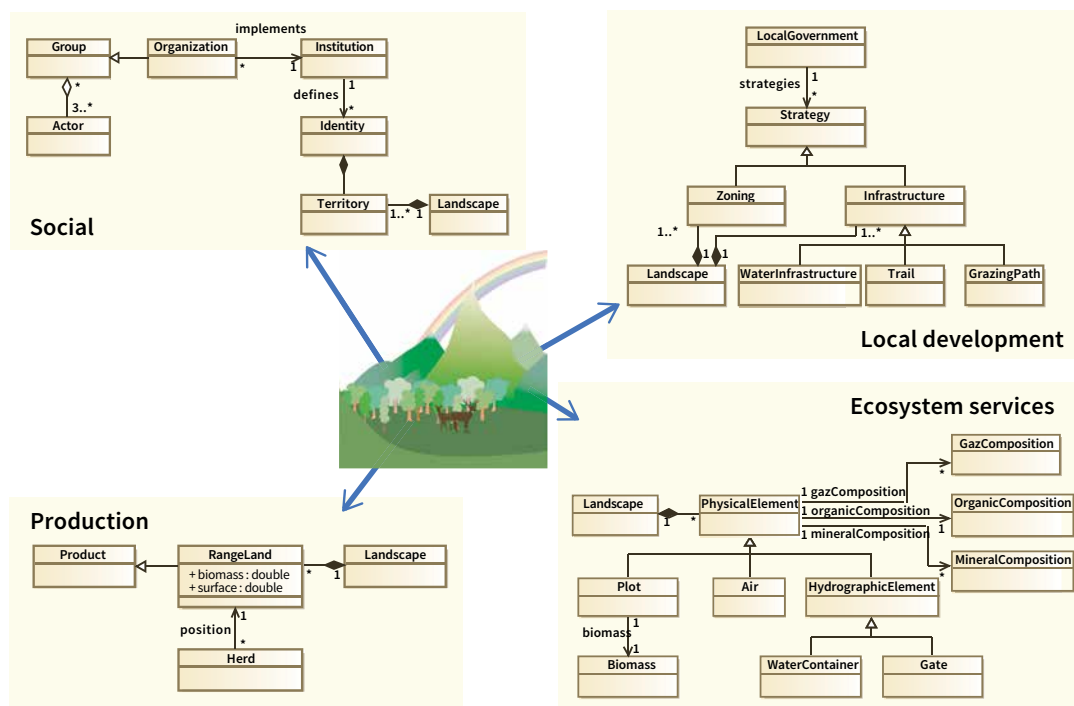 implements
Group
Organization
Institution
*
1
*
3..*
1
defines
*
Actor
Identity
Territory
Landscape
1..*
1
Social
LocalGovernment
1
strategies
*
Strategy
Zoning
Infrastructure
1..*
1..*
1
1
Landscape
WaterInfrastructure
Trail
GrazingPath
Local development
Production
Product
RangeLand
Landscape
+ biomass : double
+ surface : double
*
1
1
position
*
Herd
Ecosystem services
GazComposition
*
Landscape
PhysicalElement
1 gazComposition
OrganicComposition
1
*
1 organicComposition
1
1 mineralComposition
MineralComposition
*
Plot
Air
HydrographicElement
1
biomass
1
Biomass
WaterContainer
Gate